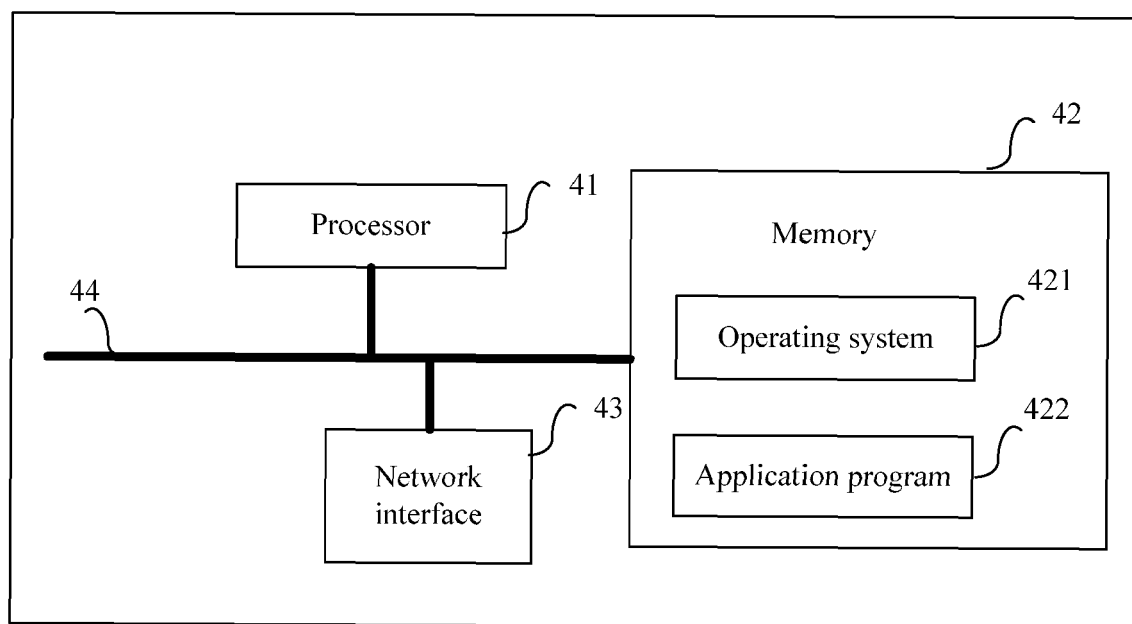 42
41
Processor
Memory
44
421
Operating system
43
422
Network
interface
Application program